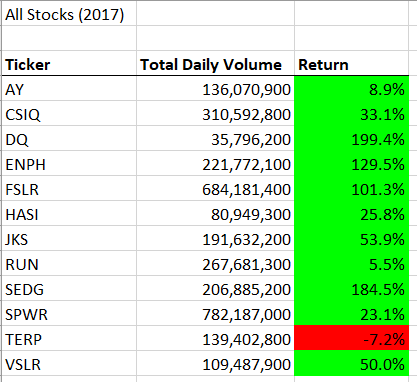 All Stocks (2017)
Ticker Total Daily Volume Return
AY 136,070,900 8.9%
CSIQ 310,592,800 33.1%
DQ 35,796,200 199.4%
ENPH 221,772,100 129.5%
FSLR 684,181,400 101.3%
HASI 80,949,300 25.8%
JKS 191,632,200 53.9%
RUN 267,681,300 5.5%
SEDG 206,885,200 184.5%
SPWR 782,187,000 23.1%
TERP 139,402,800 -7.2%
VSLR 109,487,900 50.0%